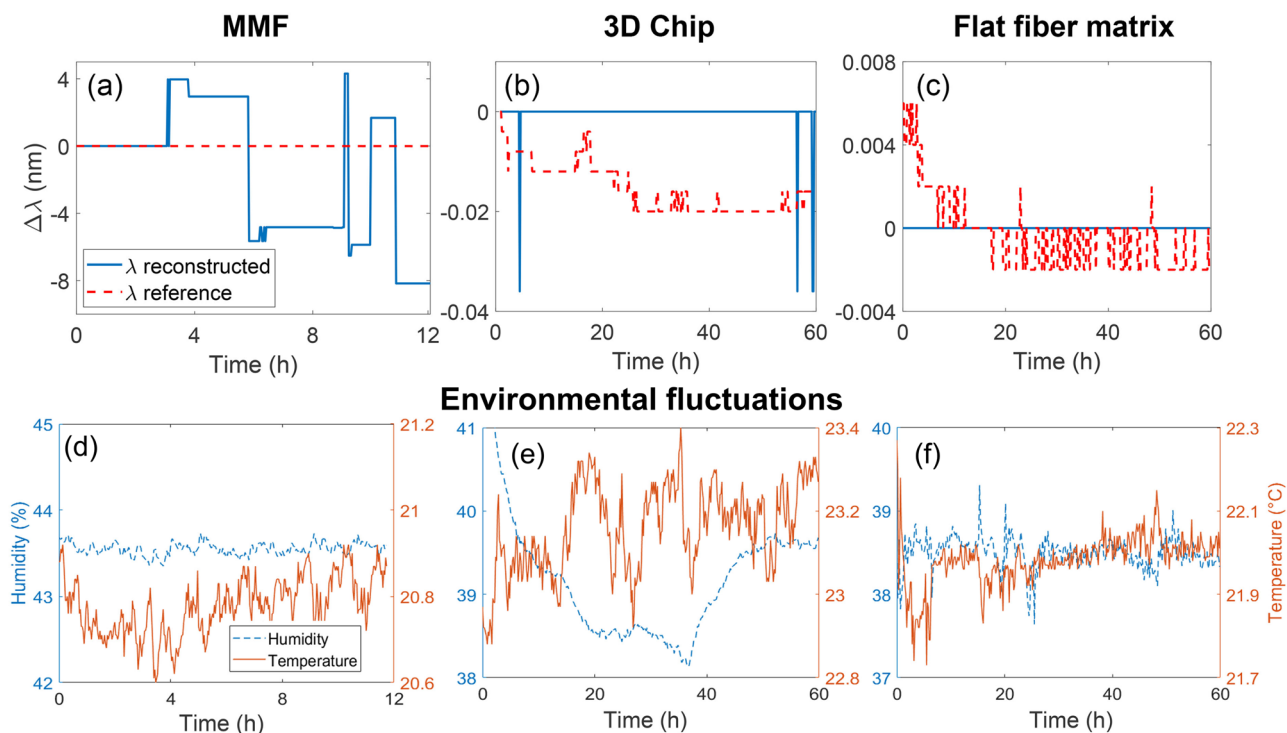 MMF
3D Chip
Flat fiber matrix
(a)
4
0
-4
-8
Δλ (nm)
λ reconstructed
λ reference
0 4 8 12
Time (h)
(b)
0
-0.02
-0.04
0 20 40 60
Time (h)
(c)
0.008
0.004
0
-0.004
0 20 40 60
Time (h)
Environmental fluctuations
(d)
45
44
43
42
Humidity (%)
21.2
21
20.8
20.6
Humidity
Temperature
0 4 8 12
Time (h)
(e)
41
40
39
38
23.4
23.2
23
22.8
0 20 40 60
Time (h)
(f)
40
39
38
37
22.3
22.1
21.9
21.7
Temperature (°C)
0 20 40 60
Time (h)